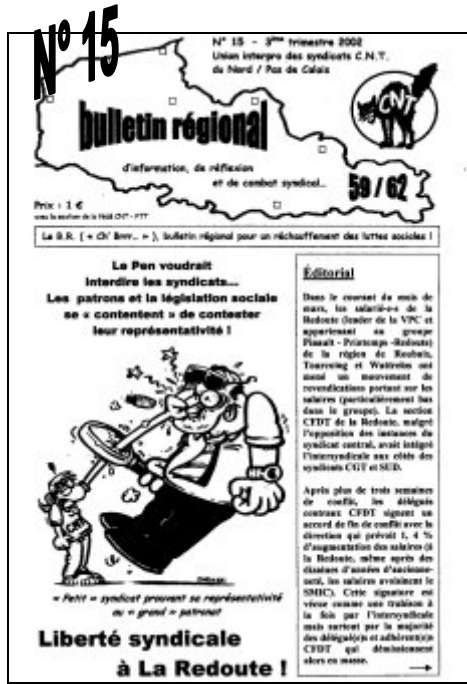 N° 15
N° 15 - 3ème trimestre 2002
Union interpro des syndicats C.N.T.
du Nord / Pas de Calais
CNT
bulletin régional
d'information, de réflexion
et de combat syndical..
59 / 62
Prix : 1 €
Le B.R. ( « Ch' Brrr.. » ), bulletin régional pour un réchauffement des luttes sociales !
Le Pen voudrait
interdire les syndicats...
Les patrons et la législation sociale
se « contentent » de contester
leur représentativité !
CNT
« Petit » syndicat prouvant sa représentativité
au « grand » patronat
Liberté syndicale
à La Redoute !
Éditorial
Dans le courant du mois de
mars, les salarié-e-s de la
Redoute (leader de la VPC et
appartenant au groupe
Pinault - Printemps -Redoute)
de la région de Roubaix,
Tourcoing et Wattrelos ont
mené un mouvement de
revendications portant sur les
salaires (particulièrement bas
dans le groupe). La section
CFDT de la Redoute, malgré
l'opposition des instances du
syndicat central, avait intégré
l'intersyndicale aux côtés des
syndicats CGT et SUD.
Après plus de trois semaines
de conflit, les délégués
centraux CFDT signent un
accord de fin de conflit avec la
direction qui prévoit 1, 4 %
d'augmentation des salaires (à
la Redoute, même après des
dizaines d'années d'ancienne-
neté, les salaires avoisinent le
SMIC). Cette signature est
vécue comme une trahison à
la fois par l'intersyndicale
mais surtout par la majorité
des délégué(e)s et adhérent(e)s
CFDT qui démissionnent
alors en masse.